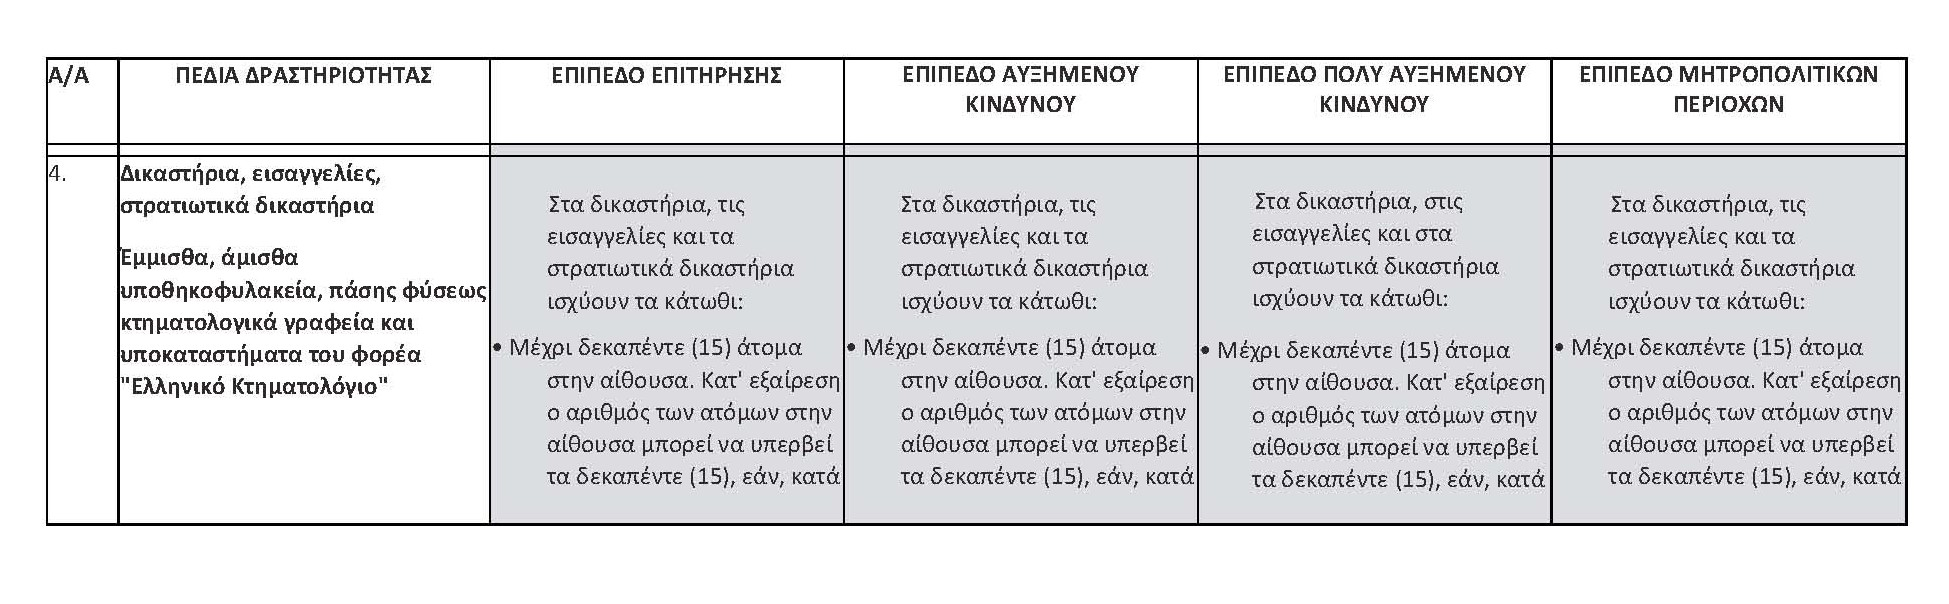 Α/Α
ΠΕΔΙΑ ΔΡΑΣΤΗΡΙΟΤΗΤΑΣ
ΕΠΙΠΕΔΟ ΕΠΙΤΗΡΗΣΗΣ
ΕΠΙΠΕΔΟ ΑΥΞΗΜΕΝΟΥ
ΚΙΝΔΥΝΟΥ
ΕΠΙΠΕΔΟ ΠΟΛΥ ΑΥΞΗΜΕΝΟΥ
ΚΙΝΔΥΝΟΥ
ΕΠΙΠΕΔΟ ΜΗΤΡΟΠΟΛΙΤΙΚΩΝ
ΠΕΡΙΟΧΩΝ
4.
Δικαστήρια, εισαγγελίες,
στρατιωτικά δικαστήρια
Έμμισθα, άμισθα
υποθηκοφυλακεία, πάσης φύσεως
κτηματολογικά γραφεία και
υποκαταστήματα του φορέα
"Ελληνικό Κτηματολόγιο"
Στα δικαστήρια, τις
εισαγγελίες και τα
στρατιωτικά δικαστήρια
ισχύουν τα κάτωθι:
• Μέχρι δεκαπέντε (15) άτομα
στην αίθουσα. Κατ' εξαίρεση
ο αριθμός των ατόμων στην
αίθουσα μπορεί να υπερβεί
τα δεκαπέντε (15), εάν, κατά
Στα δικαστήρια, τις
εισαγγελίες και τα
στρατιωτικά δικαστήρια
ισχύουν τα κάτωθι:
• Μέχρι δεκαπέντε (15) άτομα
στην αίθουσα. Κατ' εξαίρεση
ο αριθμός των ατόμων στην
αίθουσα μπορεί να υπερβεί
τα δεκαπέντε (15), εάν, κατά
Στα δικαστήρια, στις
εισαγγελίες και στα
στρατιωτικά δικαστήρια
ισχύουν τα κάτωθι:
• Μέχρι δεκαπέντε (15) άτομα
στην αίθουσα. Κατ' εξαίρεση
ο αριθμός των ατόμων στην
αίθουσα μπορεί να υπερβεί
τα δεκαπέντε (15), εάν, κατά
Στα δικαστήρια, τις
εισαγγελίες και τα
στρατιωτικά δικαστήρια
ισχύουν τα κάτωθι:
• Μέχρι δεκαπέντε (15) άτομα
στην αίθουσα. Κατ' εξαίρεση
ο αριθμός των ατόμων στην
αίθουσα μπορεί να υπερβεί
τα δεκαπέντε (15), εάν, κατά